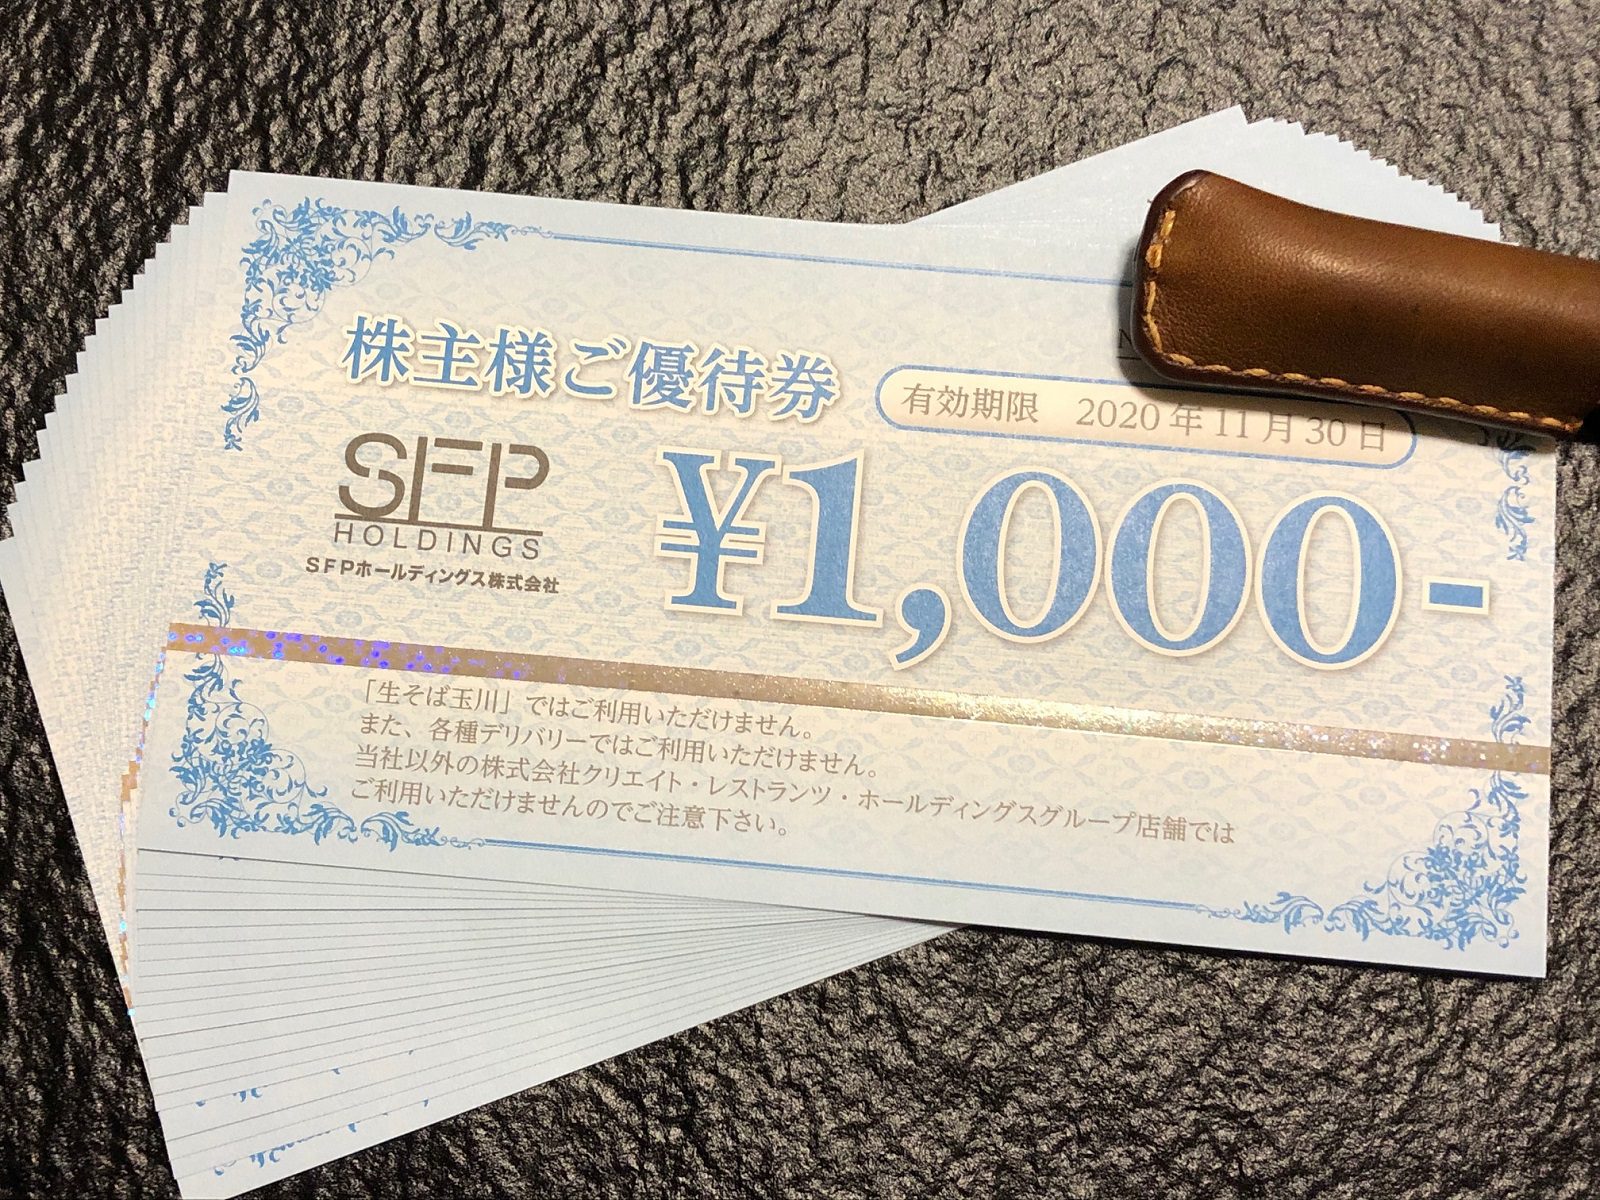 株主様ご優待券
有効期限 2020年11月30日
SFP
HOLDINGS
SFPホールディングス株式会社
¥1,000-
「生そば玉川」ではご利用いただけません。
また、各種デリバリーではご利用いただけません。
当社以外の株式会社クリエイト・レストランツ・ホールディングスグループ店舗では
ご利用いただけませんのでご注意下さい。